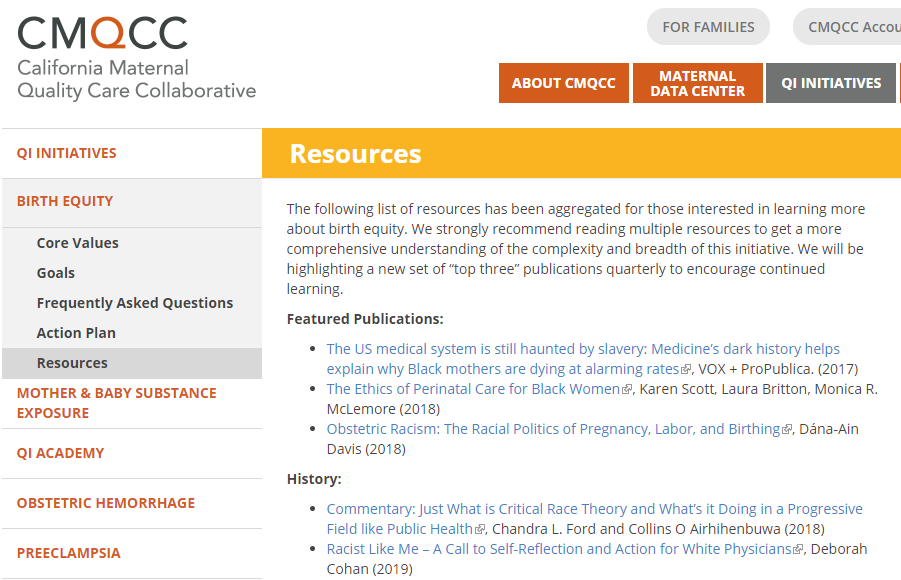 CMQCC
California Maternal
Quality Care Collaborative
FOR FAMILIES
CMQCC Accou
ABOUT CMQCC
MATERNAL
DATA CENTER
QI INITIATIVES
QI INITIATIVES
BIRTH EQUITY
Core Values
Goals
Frequently Asked Questions
Action Plan
Resources
MOTHER & BABY SUBSTANCE
EXPOSURE
QI ACADEMY
OBSTETRIC HEMORRHAGE
PREECLAMPSIA
Resources
The following list of resources has been aggregated for those interested in learning more
about birth equity. We strongly recommend reading multiple resources to get a more
comprehensive understanding of the complexity and breadth of this initiative. We will be
highlighting a new set of “top three” publications quarterly to encourage continued
learning.
Featured Publications:
• The US medical system is still haunted by slavery: Medicine’s dark history helps
explain why Black mothers are dying at alarming rates, VOX + ProPublica. (2017)
• The Ethics of Perinatal Care for Black Women, Karen Scott, Laura Britton, Monica R.
McLemore (2018)
• Obstetric Racism: The Racial Politics of Pregnancy, Labor, and Birthing, Dána-Ain
Davis (2018)
History:
• Commentary: Just What is Critical Race Theory and What’s it Doing in a Progressive
Field like Public Health, Chandra L. Ford and Collins O Airhihenbuwa (2018)
• Racist Like Me – A Call to Self-Reflection and Action for White Physicians, Deborah
Cohan (2019)